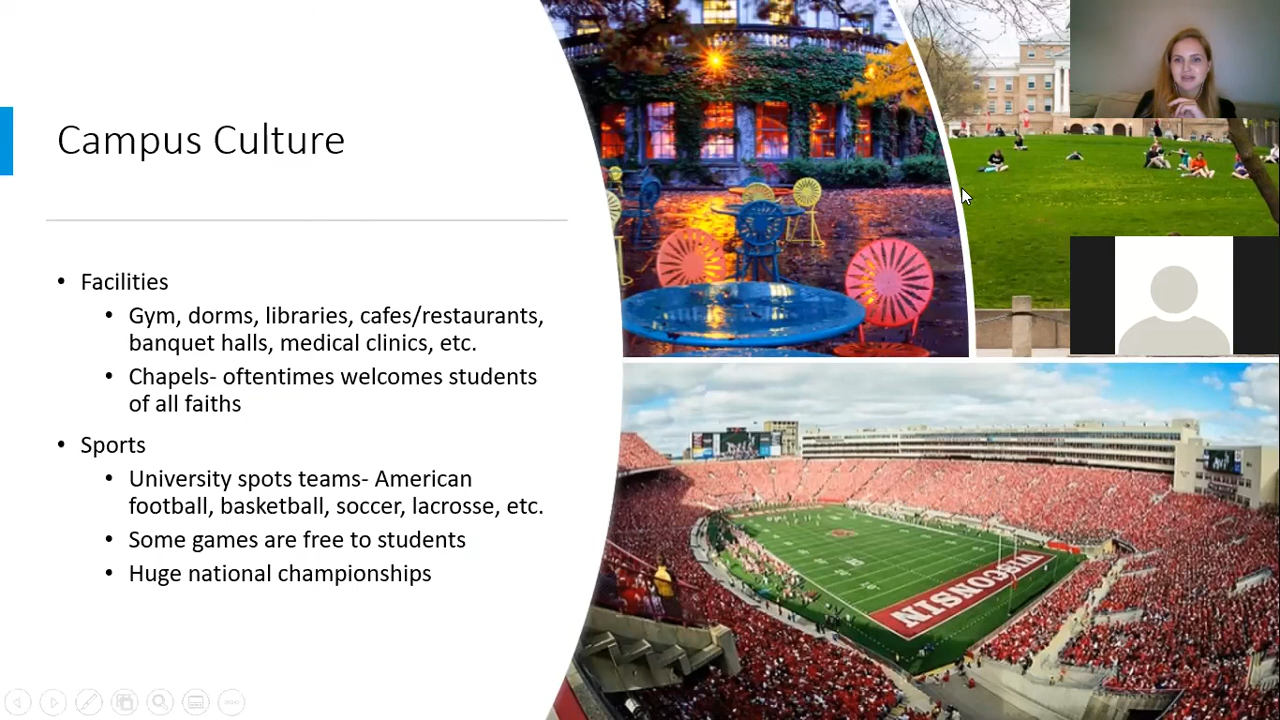 Campus Culture
• Facilities
• Gym, dorms, libraries, cafes/restaurants,
banquet halls, medical clinics, etc.
• Chapels- oftentimes welcomes students
of all faiths
• Sports
• University spots teams- American
football, basketball, soccer, lacrosse, etc.
• Some games are free to students
• Huge national championships
WISCONSIN